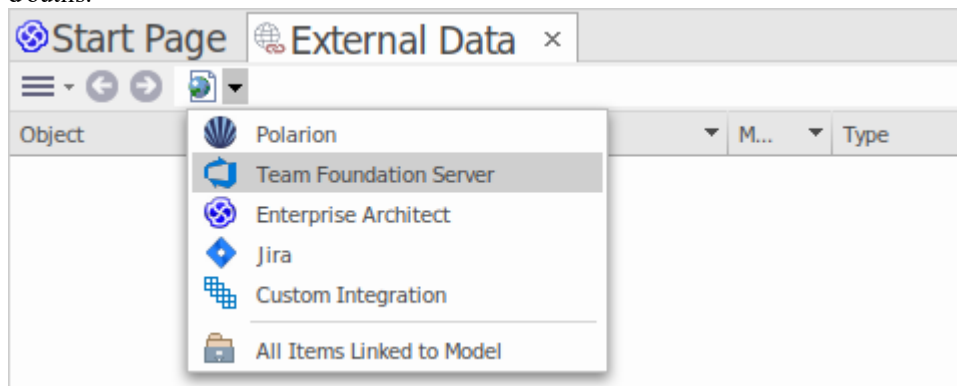 d'outils.
Start Page External Data ×
Object M... Type
Polarion
Team Foundation Server
Enterprise Architect
Jira
Custom Integration
All Items Linked to Model